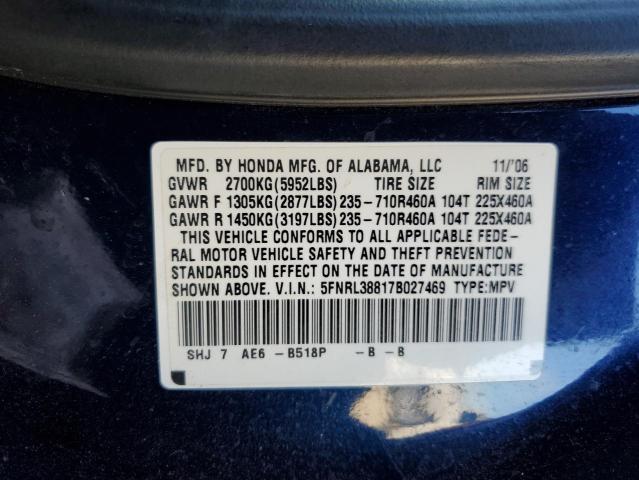 MFD. BY HONDA MFG. OF ALABAMA, LLC 11/'06
GVWR 2700KG(5952LBS) TIRE SIZE RIM SIZE
GAWR F 1305KG(2877LBS)235-710R460A 104T 225X460A
GAWR R 1450KG(3197LBS)235-710R460A 104T 225X460A
THIS VEHICLE CONFORMS TO ALL APPLICABLE FEDE-
RAL MOTOR VEHICLE SAFETY AND THEFT PREVENTION
STANDARDS IN EFFECT ON THE DATE OF MANUFACTURE
SHOWN ABOVE. V.I.N.: 5FNRL38817B027469 TYPE:MPV
SHJ 7 AE6 -B518P -B -B